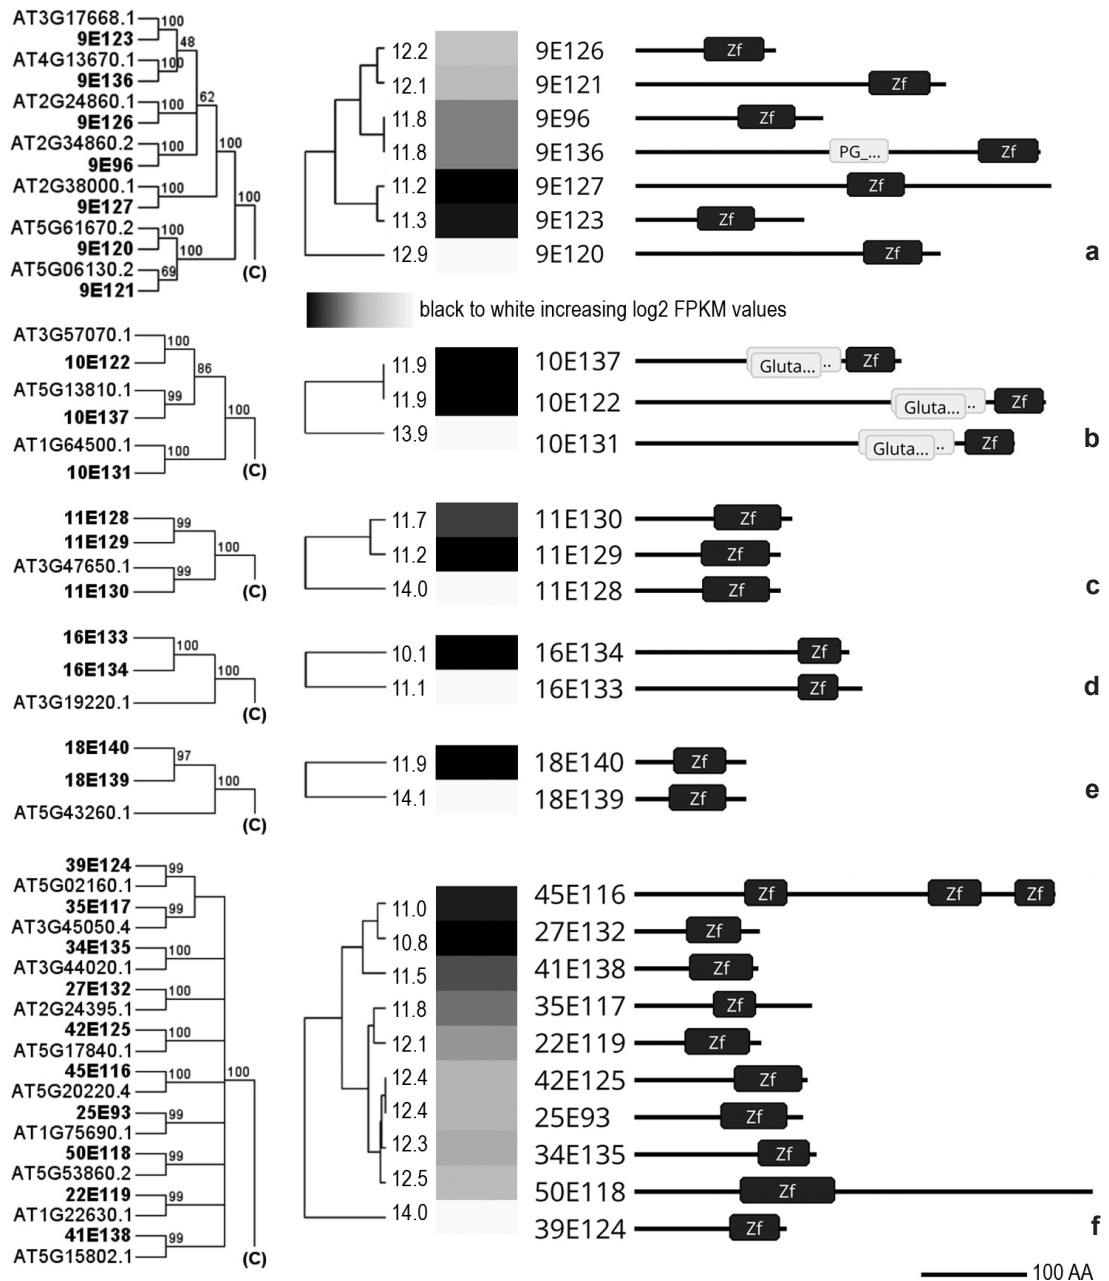 AT3G17668.1
100
9E123
48
AT4G13670.1
100
9E136
62
AT2G24860.1
100
9E126
AT2G34860.2
100
100
9E96
AT2G38000.1
100
100
9E127
AT5G61670.2
100
9E120
100
AT5G06130.2
69
(C)
9E121
12.2
9E126
Zf
12.1
9E121
Zf
11.8
9E96
Zf
11.8
9E136
PG_...
Zf
11.2
9E127
Zf
11.3
9E123
Zf
12.9
9E120
Zf
a
black to white increasing log2 FPKM values
AT3G57070.1
100
10E122
86
AT5G13810.1
99
10E137
100
AT1G64500.1
100
10E131
(C)
11.9
10E137
Gluta...
..
Zf
11.9
10E122
Gluta...
..
Zf
13.9
10E131
Gluta...
..
Zf
b
11E128
99
11E129
100
AT3G47650.1
99
11E130
(C)
11.7
11E130
Zf
11.2
11E129
Zf
14.0
11E128
Zf
c
16E133
100
16E134
100
AT3G19220.1
(C)
10.1
16E134
Zf
11.1
16E133
Zf
d
18E140
97
18E139
100
AT5G43260.1
(C)
11.9
18E140
Zf
14.1
18E139
Zf
e
39E124
99
AT5G02160.1
35E117
99
AT3G45050.4
34E135
100
AT3G44020.1
27E132
100
AT2G24395.1
42E125
100
AT5G17840.1
45E116
100
100
AT5G20220.4
25E93
99
AT1G75690.1
50E118
99
AT5G53860.2
22E119
99
AT1G22630.1
41E138
99
AT5G15802.1
(C)
11.0
45E116
Zf
Zf
Zf
10.8
27E132
Zf
11.5
41E138
Zf
11.8
35E117
Zf
12.1
22E119
Zf
12.4
42E125
Zf
12.4
25E93
Zf
12.3
34E135
Zf
12.5
50E118
Zf
14.0
39E124
Zf
f
100 AA